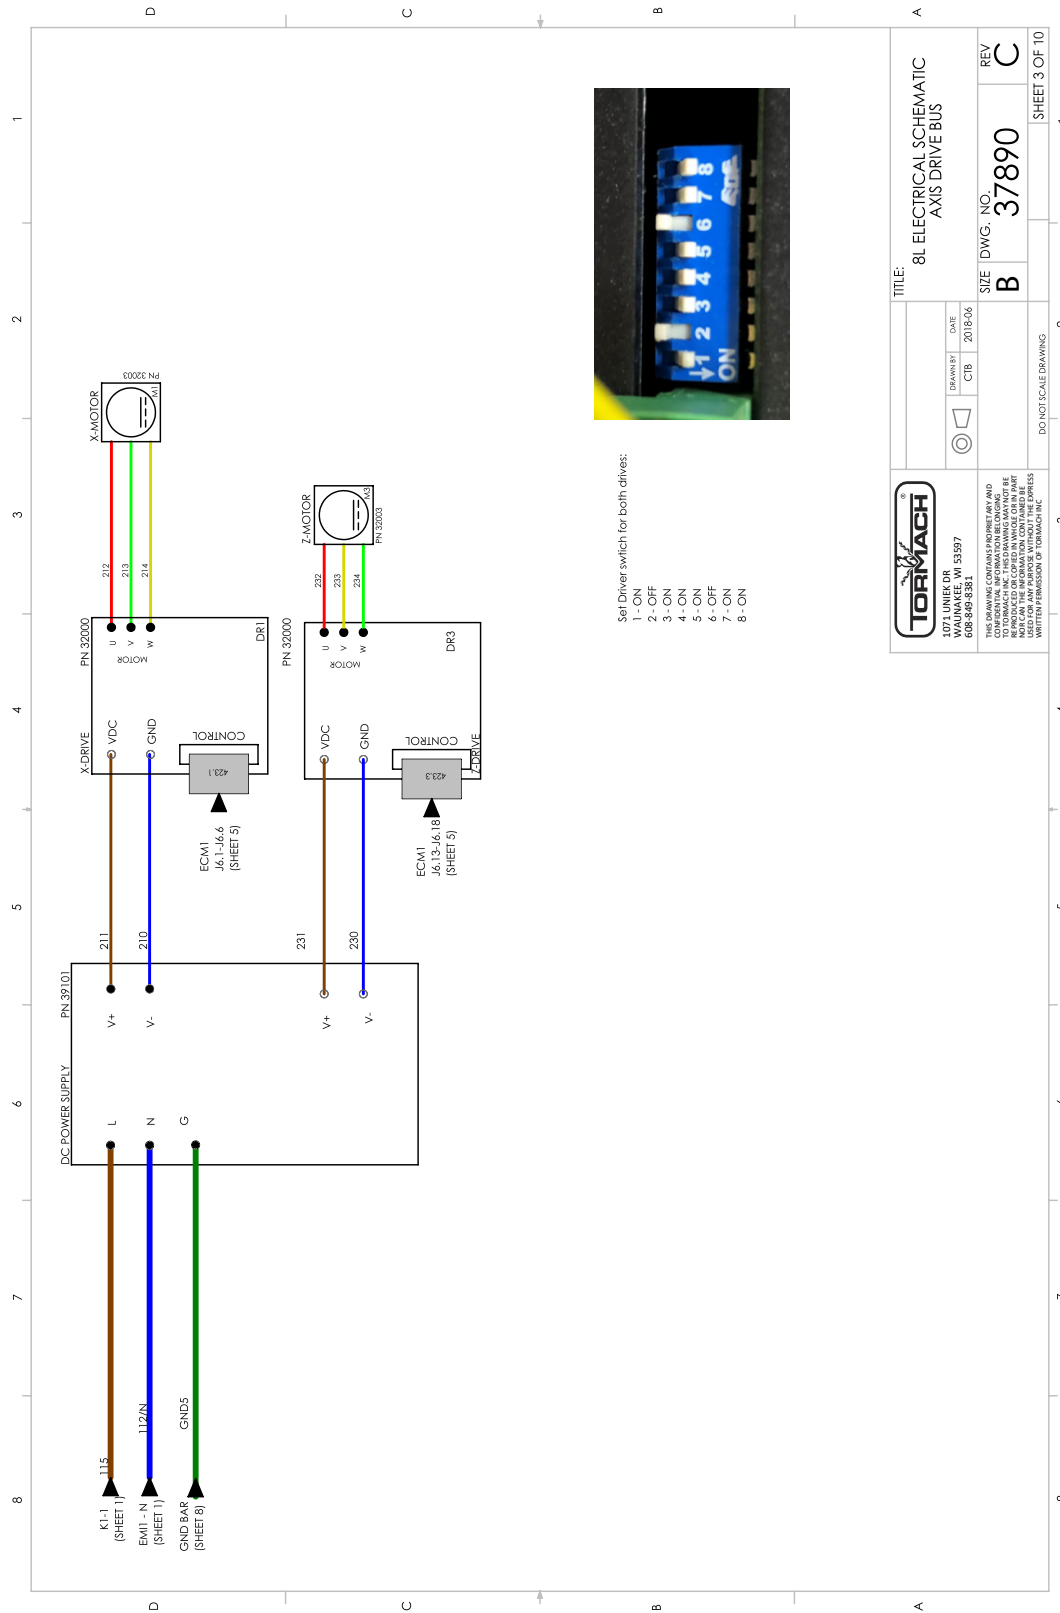 8
7
6
5
4
3
2
1
D
C
B
A
K1-1
(SHEET 1)
115
EMI1 - N
(SHEET 1)
112/N
GND BAR
(SHEET 8)
GND5
DC POWER SUPPLY
PN 39101
L
N
G
V+
V-
V+
V-
211
210
231
230
X-DRIVE
PN 32000
VDC
GND
CONTROL
423.1
ECM1
J6.1-J6.6
(SHEET 5)
MOTOR
U
V
W
DR1
212
213
214
X-MOTOR
M1
PN 32003
PN 32000
VDC
GND
CONTROL
423.3
Z-DRIVE
ECM1
J6.13-J6.18
(SHEET 5)
MOTOR
U
V
W
DR3
232
233
234
Z-MOTOR
M3
PN 32003
Set Driver swtich for both drives:
1 - ON
2 - OFF
3 - ON
4 - ON
5 - ON
6 - OFF
7 - ON
8 - ON
1 2 3 4 5 6 7 8
ON
TORMACH
®
1071 UNIEK DR
WAUNAKEE, WI 53597
608-849-8381
THIS DRAWING CONTAINS PROPRIETARY AND
CONFIDENTIAL INFORMATION BELONGING
TO TORMACH INC. THIS DRAWING MAY NOT BE
REPRODUCED OR COPIED IN WHOLE OR IN PART
NOR CAN THE INFORMATION CONTAINED BE
USED FOR ANY PURPOSE WITHOUT THE EXPRESS
WRITTEN PERMISSION OF TORMACH INC
DRAWN BY
DATE
CTB
2018-06
DO NOT SCALE DRAWING
TITLE:
8L ELECTRICAL SCHEMATIC
AXIS DRIVE BUS
SIZE
B
DWG. NO.
37890
REV
C
SHEET 3 OF 10
D
C
B
A